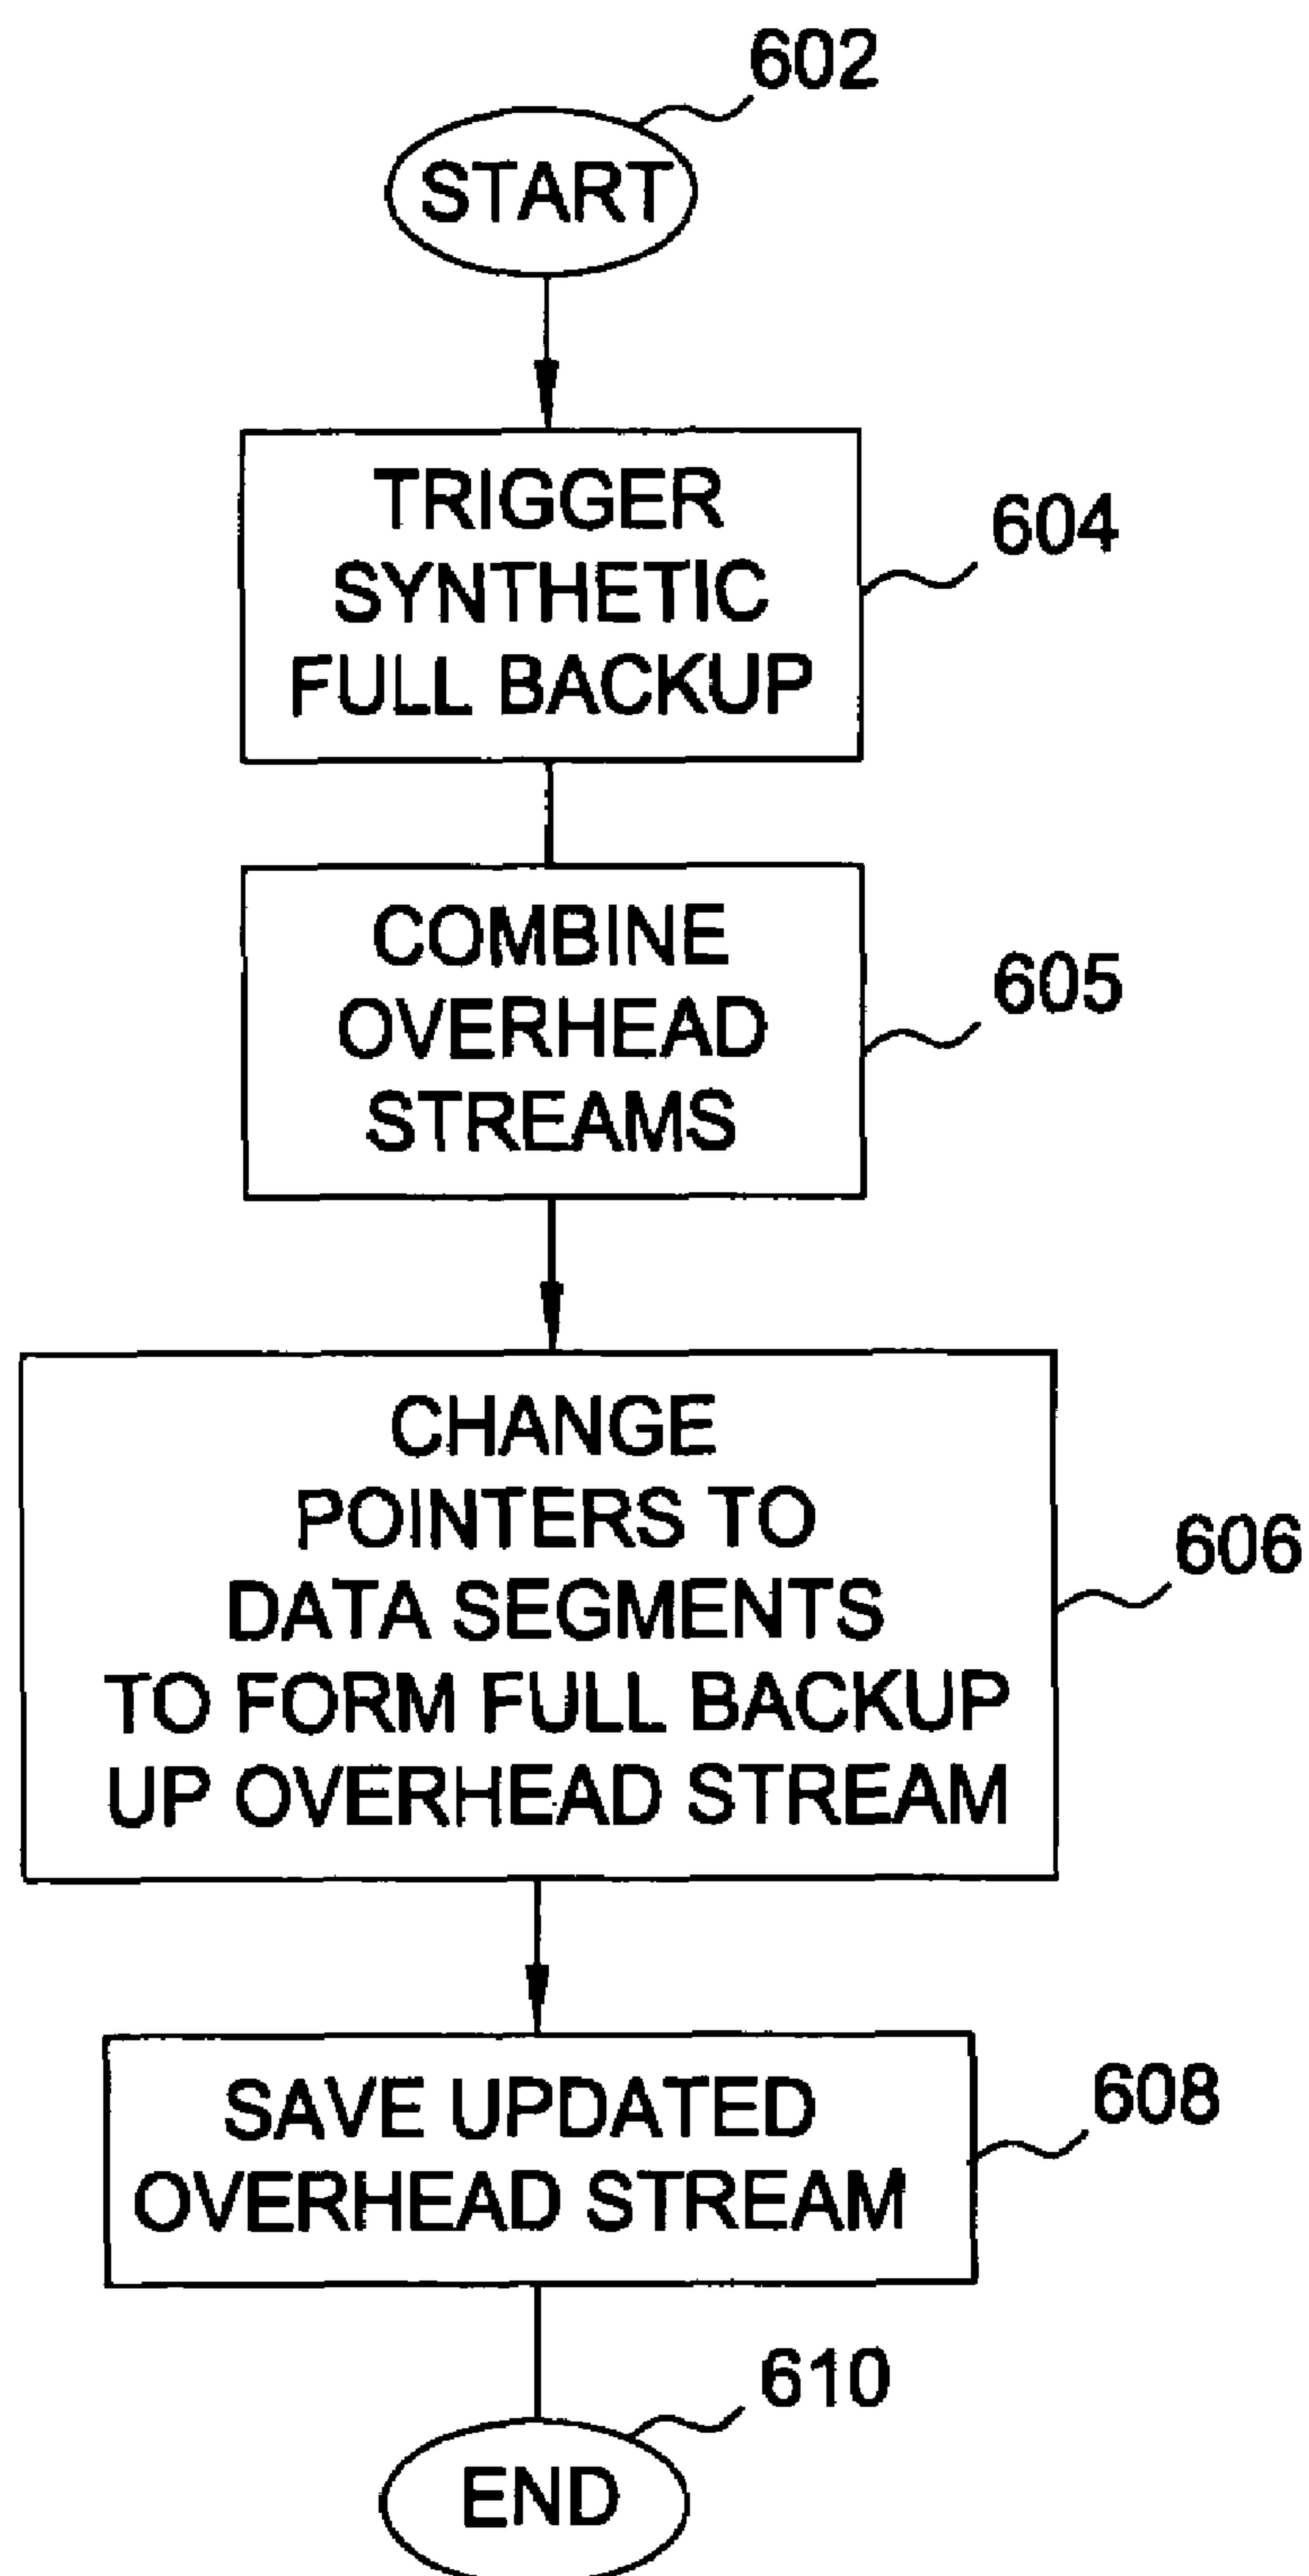 602
START
TRIGGER
SYNTHETIC
FULL BACKUP
604
COMBINE
OVERHEAD
STREAMS
605
CHANGE
POINTERS TO
DATA SEGMENTS
TO FORM FULL BACKUP
UP OVERHEAD STREAM
606
SAVE UPDATED
OVERHEAD STREAM
608
610
END